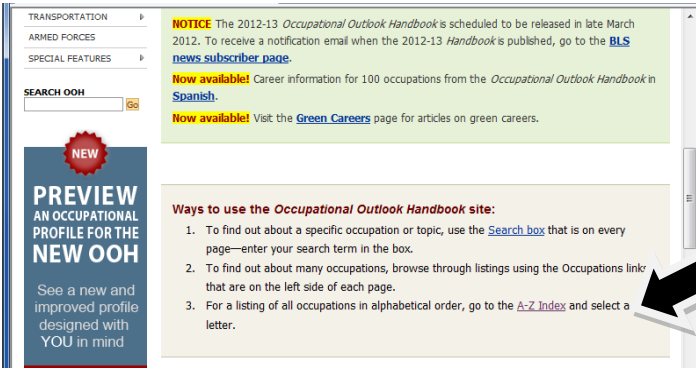 TRANSPORTATION
ARMED FORCES
SPECIAL FEATURES
SEARCH OOH
Go
NEW
PREVIEW
AN OCCUPATIONAL
PROFILE FOR THE
NEW OOH
See a new and
improved profile
designed with
YOU in mind
NOTICE The 2012-13 Occupational Outlook Handbook is scheduled to be released in late March
2012. To receive a notification email when the 2012-13 Handbook is published, go to the BLS
news subscriber page.
Now available! Career information for 100 occupations from the Occupational Outlook Handbook in
Spanish.
Now available! Visit the Green Careers page for articles on green careers.
Ways to use the Occupational Outlook Handbook site:
1. To find out about a specific occupation or topic, use the Search box that is on every
page—enter your search term in the box.
2. To find out about many occupations, browse through listings using the Occupations link
that are on the left side of each page.
3. For a listing of all occupations in alphabetical order, go to the A-Z Index and select a
letter.